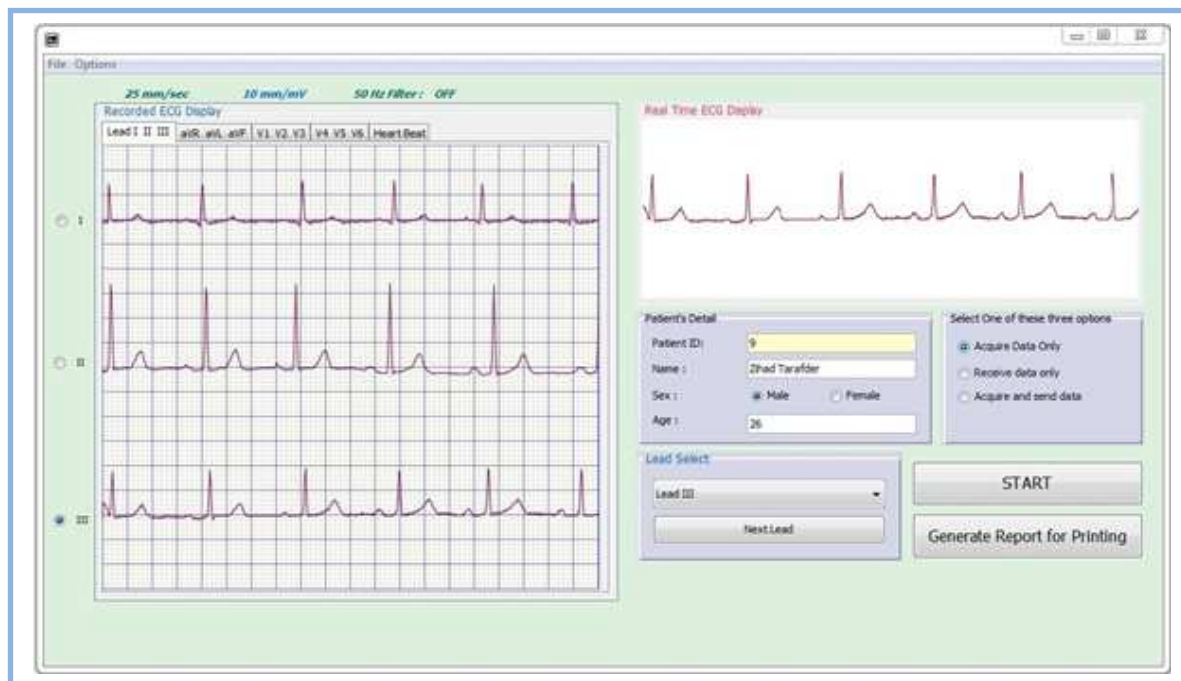 File Options
25 mm/sec 10 mm/mV 50 Hz Filter : OFF
Recorded ECG Display
Lead I II III aVR aVL aVF V1 V2 V3 V4 V5 V6 Heart Beat
I
II
III
Real Time ECG Display
Patient's Detail
Patient ID: 9
Name : Zihad Tarafder
Sex : Male Female
Age : 26
Select One of these three options
Acquire Data Only
Receive data only
Acquire and send data
Lead Select
Lead III
Next Lead
START
Generate Report for Printing